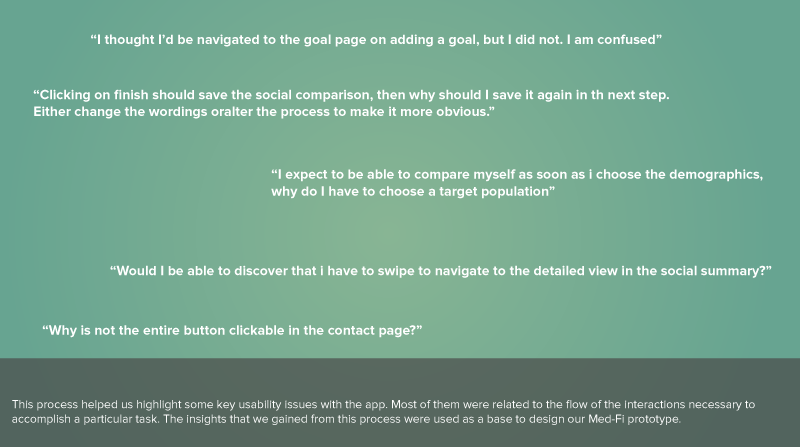 “I thought I’d be navigated to the goal page on adding a goal, but I did not. I am confused”
“Clicking on finish should save the social comparison, then why should I save it again in th next step.
Either change the wordings oralter the process to make it more obvious.”
“I expect to be able to compare myself as soon as i choose the demographics,
why do I have to choose a target population”
“Would I be able to discover that i have to swipe to navigate to the detailed view in the social summary?”
“Why is not the entire button clickable in the contact page?”
This process helped us highlight some key usability issues with the app. Most of them were related to the flow of the interactions necessary to
accomplish a particular task. The insights that we gained from this process were used as a base to design our Med-Fi prototype.